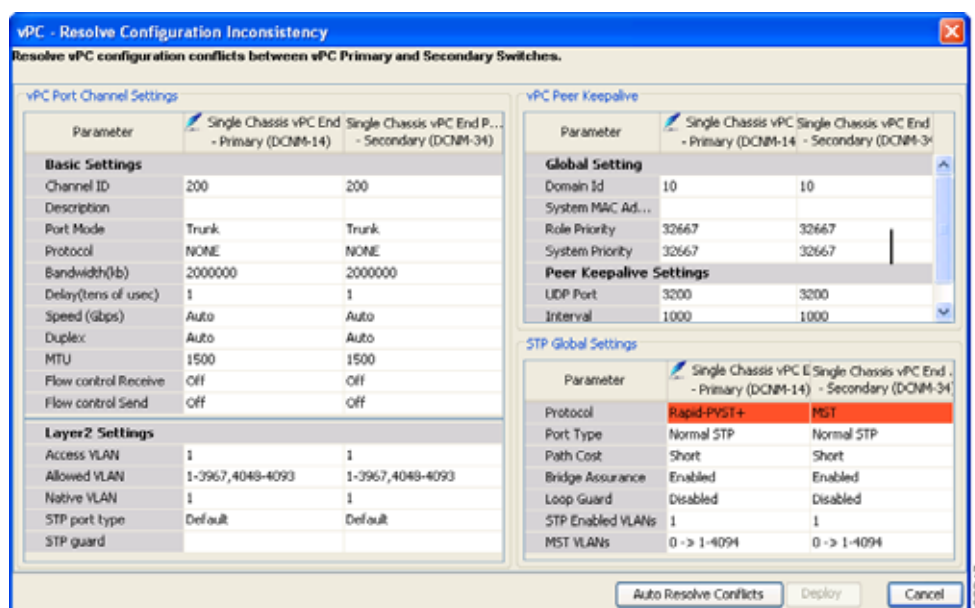 vPC - Resolve Configuration Inconsistency
Resolve vPC configuration conflicts between vPC Primary and Secondary Switches.
vPC Port Channel Settings
Parameter Single Chassis vPC End - Primary (DCNM-14) Single Chassis vPC End P... - Secondary (DCNM-34)
Basic Settings
Channel ID 200 200
Description
Port Mode Trunk Trunk
Protocol NONE NONE
Bandwidth(kb) 2000000 2000000
Delay(tens of usec) 1 1
Speed (Gbps) Auto Auto
Duplex Auto Auto
MTU 1500 1500
Flow control Receive Off Off
Flow control Send Off Off
Layer2 Settings
Access VLAN 1 1
Allowed VLAN 1-3967,4048-4093 1-3967,4048-4093
Native VLAN 1 1
STP port type Default Default
STP guard
vPC Peer Keepalive
Parameter Single Chassis vPC - Primary (DCNM-14 Single Chassis vPC End - Secondary (DCNM-34
Global Setting
Domain Id 10 10
System MAC Ad...
Role Priority 32667 32667
System Priority 32667 32667
Peer Keepalive Settings
UDP Port 3200 3200
Interval 1000 1000
STP Global Settings
Parameter Single Chassis vPC E - Primary (DCNM-14) Single Chassis vPC End . - Secondary (DCNM-34)
Protocol Rapid-PVST+ MST
Port Type Normal STP Normal STP
Path Cost Short Short
Bridge Assurance Enabled Enabled
Loop Guard Disabled Disabled
STP Enabled VLANs 1 1
MST VLANs 0 -> 1-4094 0 -> 1-4094
Auto Resolve Conflicts Deploy Cancel